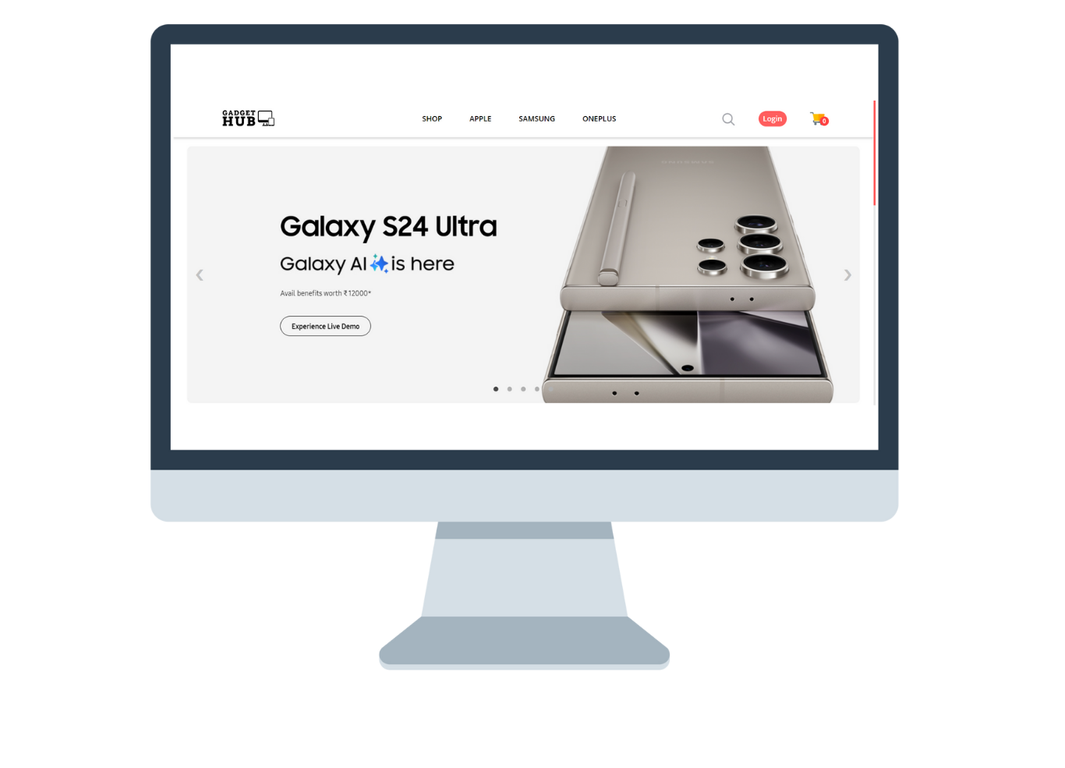 GADGET
HUB
SHOP APPLE SAMSUNG ONEPLUS
Login
0
Galaxy S24 Ultra
Galaxy AI is here
Avail benefits worth ₹12000*
Experience Live Demo